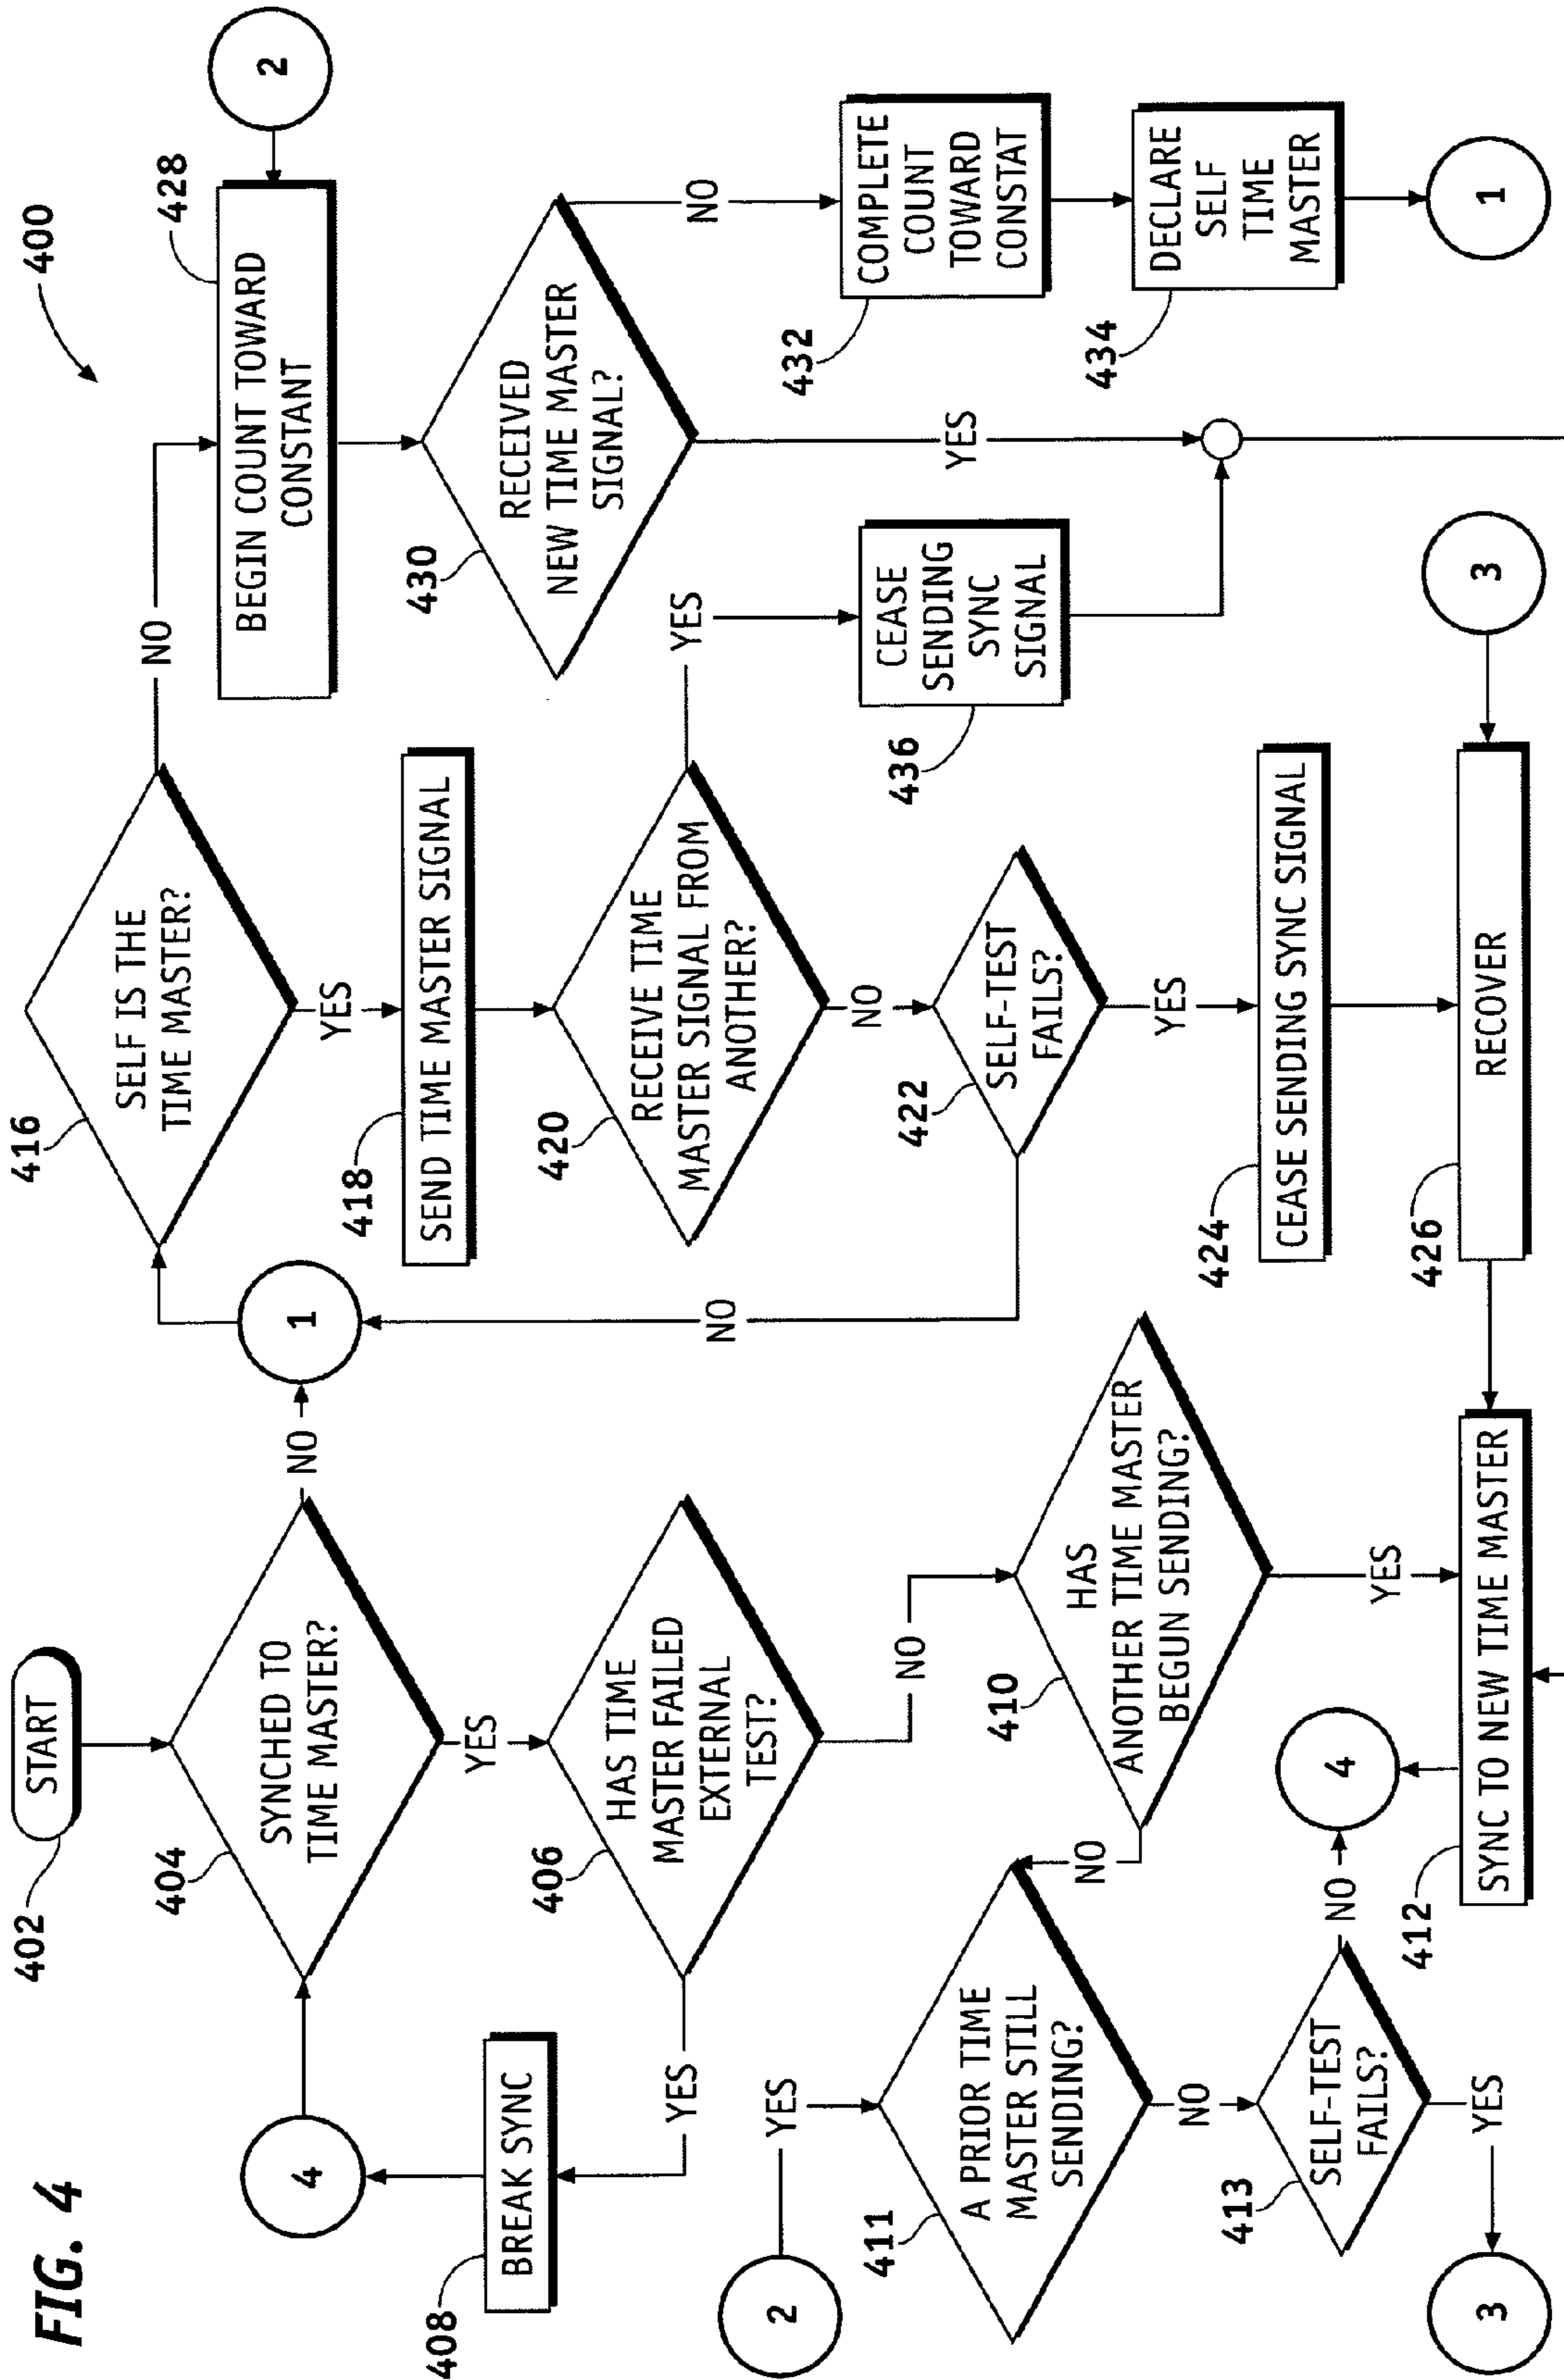 FIG. 4
400
402
START
404
SYNCHED TO
TIME MASTER?
NO
YES
4
406
HAS TIME
MASTER FAILED
EXTERNAL
TEST?
YES
NO
408
BREAK SYNC
2
YES
410
HAS
ANOTHER TIME MASTER
BEGUN SENDING?
NO
YES
411
A PRIOR TIME
MASTER STILL
SENDING?
NO
413
SELF-TEST
FAILS?
NO
YES
4
3
412
SYNC TO NEW TIME MASTER
1
416
SELF IS THE
TIME MASTER?
NO
YES
418
SEND TIME MASTER SIGNAL
420
RECEIVE TIME
MASTER SIGNAL FROM
ANOTHER?
YES
NO
422
SELF-TEST
FAILS?
NO
YES
424
CEASE SENDING SYNC SIGNAL
426
RECOVER
3
2
428
BEGIN COUNT TOWARD
CONSTANT
430
RECEIVED
NEW TIME MASTER
SIGNAL?
NO
YES
432
COMPLETE
COUNT
TOWARD
CONSTAT
434
DECLARE
SELF
TIME
MASTER
1
436
CEASE
SENDING
SYNC
SIGNAL